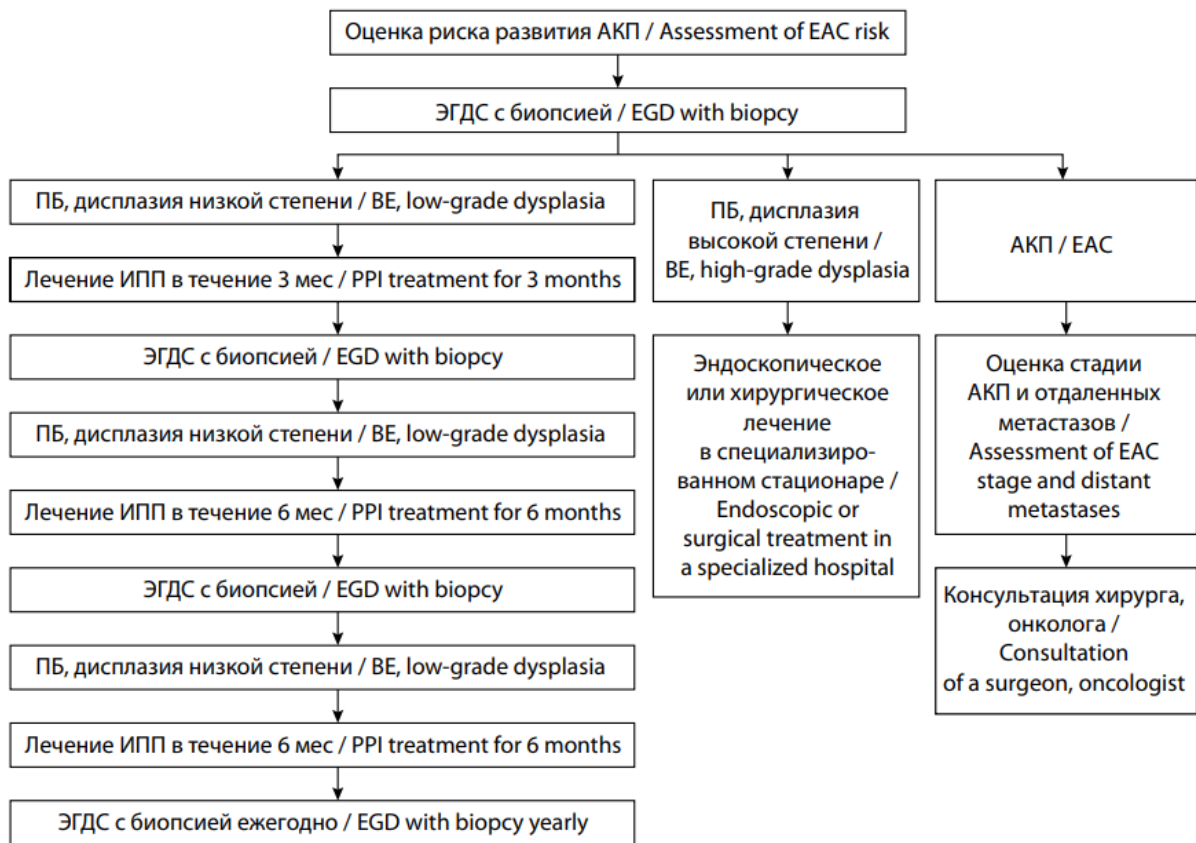 Оценка риска развития АКП / Assessment of EAC risk
ЭГДС с биопсией / EGD with biopcy
ПБ, дисплазия низкой степени / BE, low-grade dysplasia
Лечение ИПП в течение 3 мес / PPI treatment for 3 months
ЭГДС с биопсией / EGD with biopcy
ПБ, дисплазия низкой степени / BE, low-grade dysplasia
Лечение ИПП в течение 6 мес / PPI treatment for 6 months
ЭГДС с биопсией / EGD with biopcy
ПБ, дисплазия низкой степени / BE, low-grade dysplasia
Лечение ИПП в течение 6 мес / PPI treatment for 6 months
ЭГДС с биопсией ежегодно / EGD with biopcy yearly
ПБ, дисплазия
высокой степени /
BE, high-grade dysplasia
Эндоскопическое
или хирургическое
лечение
в специализиро-
ванном стационаре /
Endoscopic or
surgical treatment in
a specialized hospital
АКП / EAC
Оценка стадии
АКП и отдаленных
метастазов /
Assessment of EAC
stage and distant
metastases
Консультация хирурга,
онколога /
Consultation
of a surgeon, oncologist